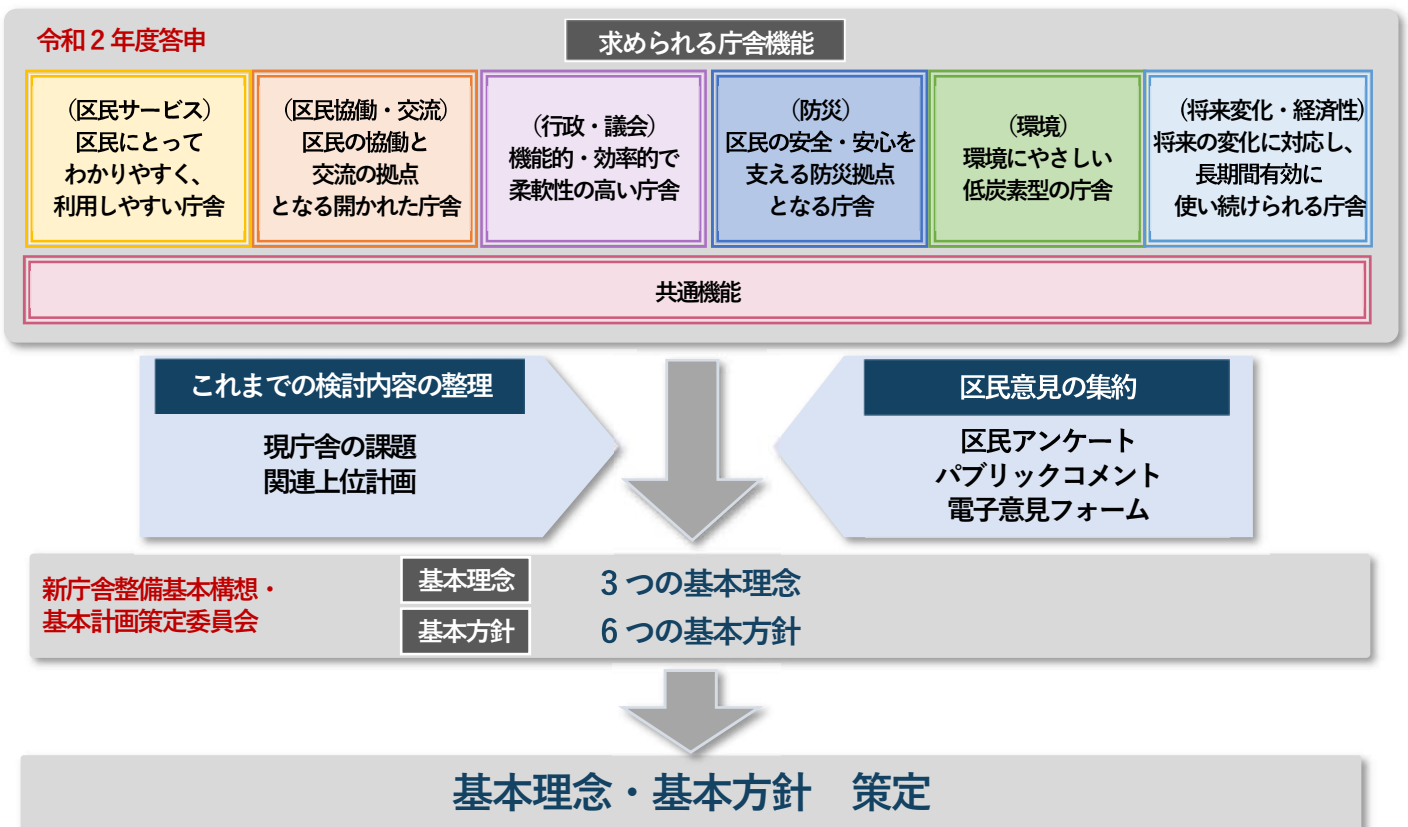 令和２年度答申
求められる庁舎機能
（区民サービス）
区民にとって
わかりやすく、
利用しやすい庁舎
（区民協働・交流）
区民の協働と
交流の拠点
となる開かれた庁舎
（行政・議会）
機能的・効率的で
柔軟性の高い庁舎
（防災）
区民の安全・安心を
支える防災拠点
となる庁舎
（環境）
環境にやさしい
低炭素型の庁舎
（将来変化・経済性）
将来の変化に対応し、
長期間有効に
使い続けられる庁舎
共通機能
これまでの検討内容の整理
現庁舎の課題
関連上位計画
区民意見の集約
区民アンケート
パブリックコメント
電子意見フォーム
新庁舎整備基本構想・
基本計画策定委員会
基本理念　３つの基本理念
基本方針　６つの基本方針
基本理念・基本方針　策定